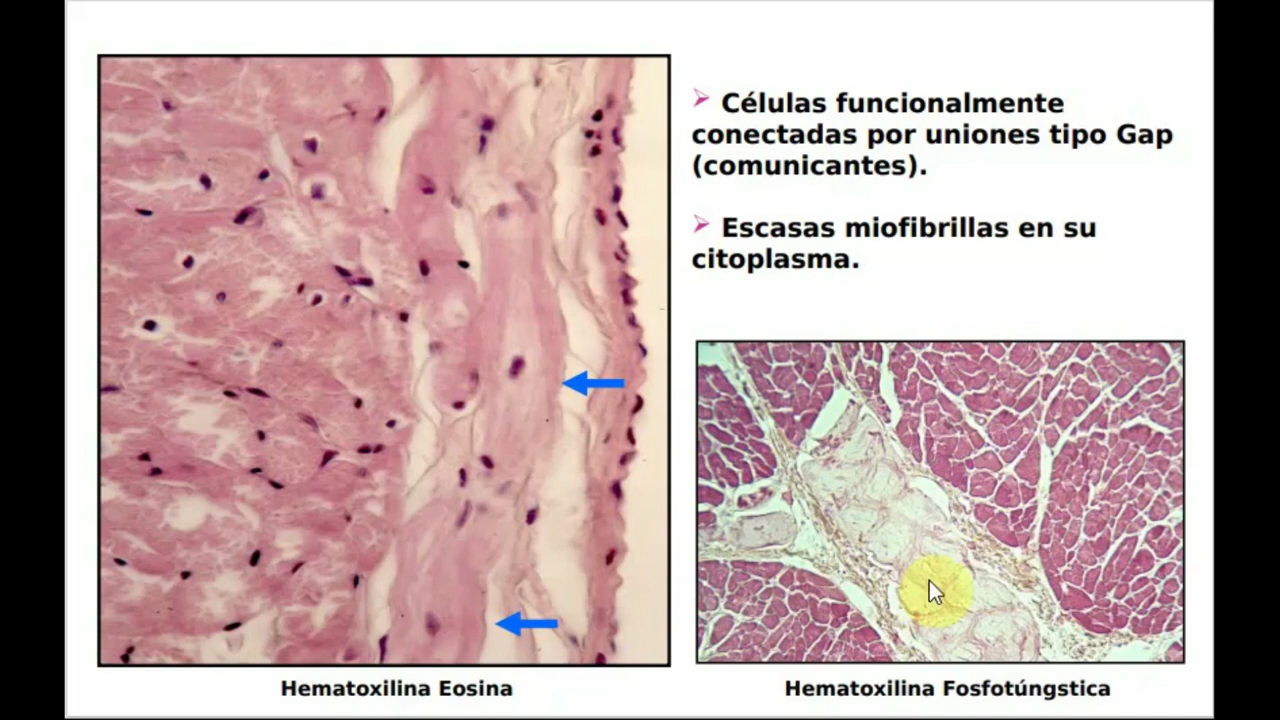 Células funcionalmente
conectadas por uniones tipo Gap
(comunicantes).
Escasas miofibrillas en su
citoplasma.
Hematoxilina Eosina
Hematoxilina Fosfotúngstica